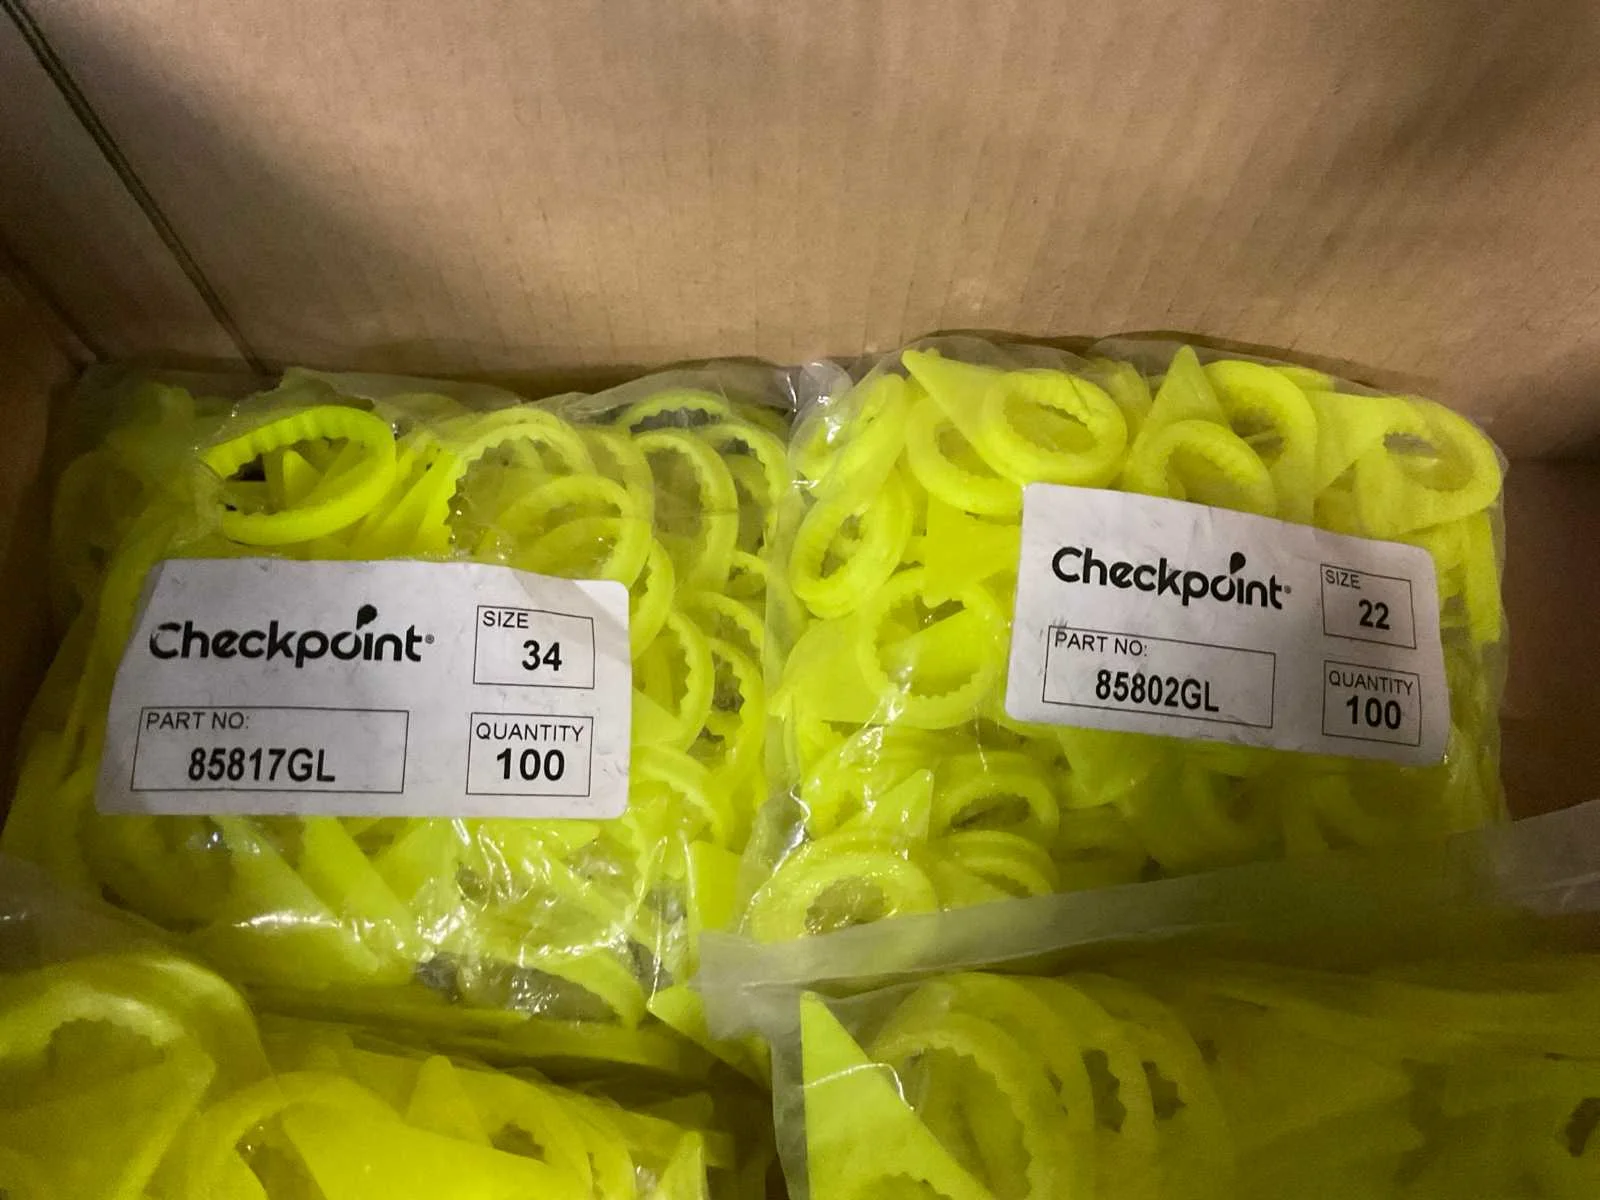 Checkpoint®
SIZE
34
PART NO:
85817GL
QUANTITY
100
Checkpoint®
SIZE
22
PART NO:
85802GL
QUANTITY
100